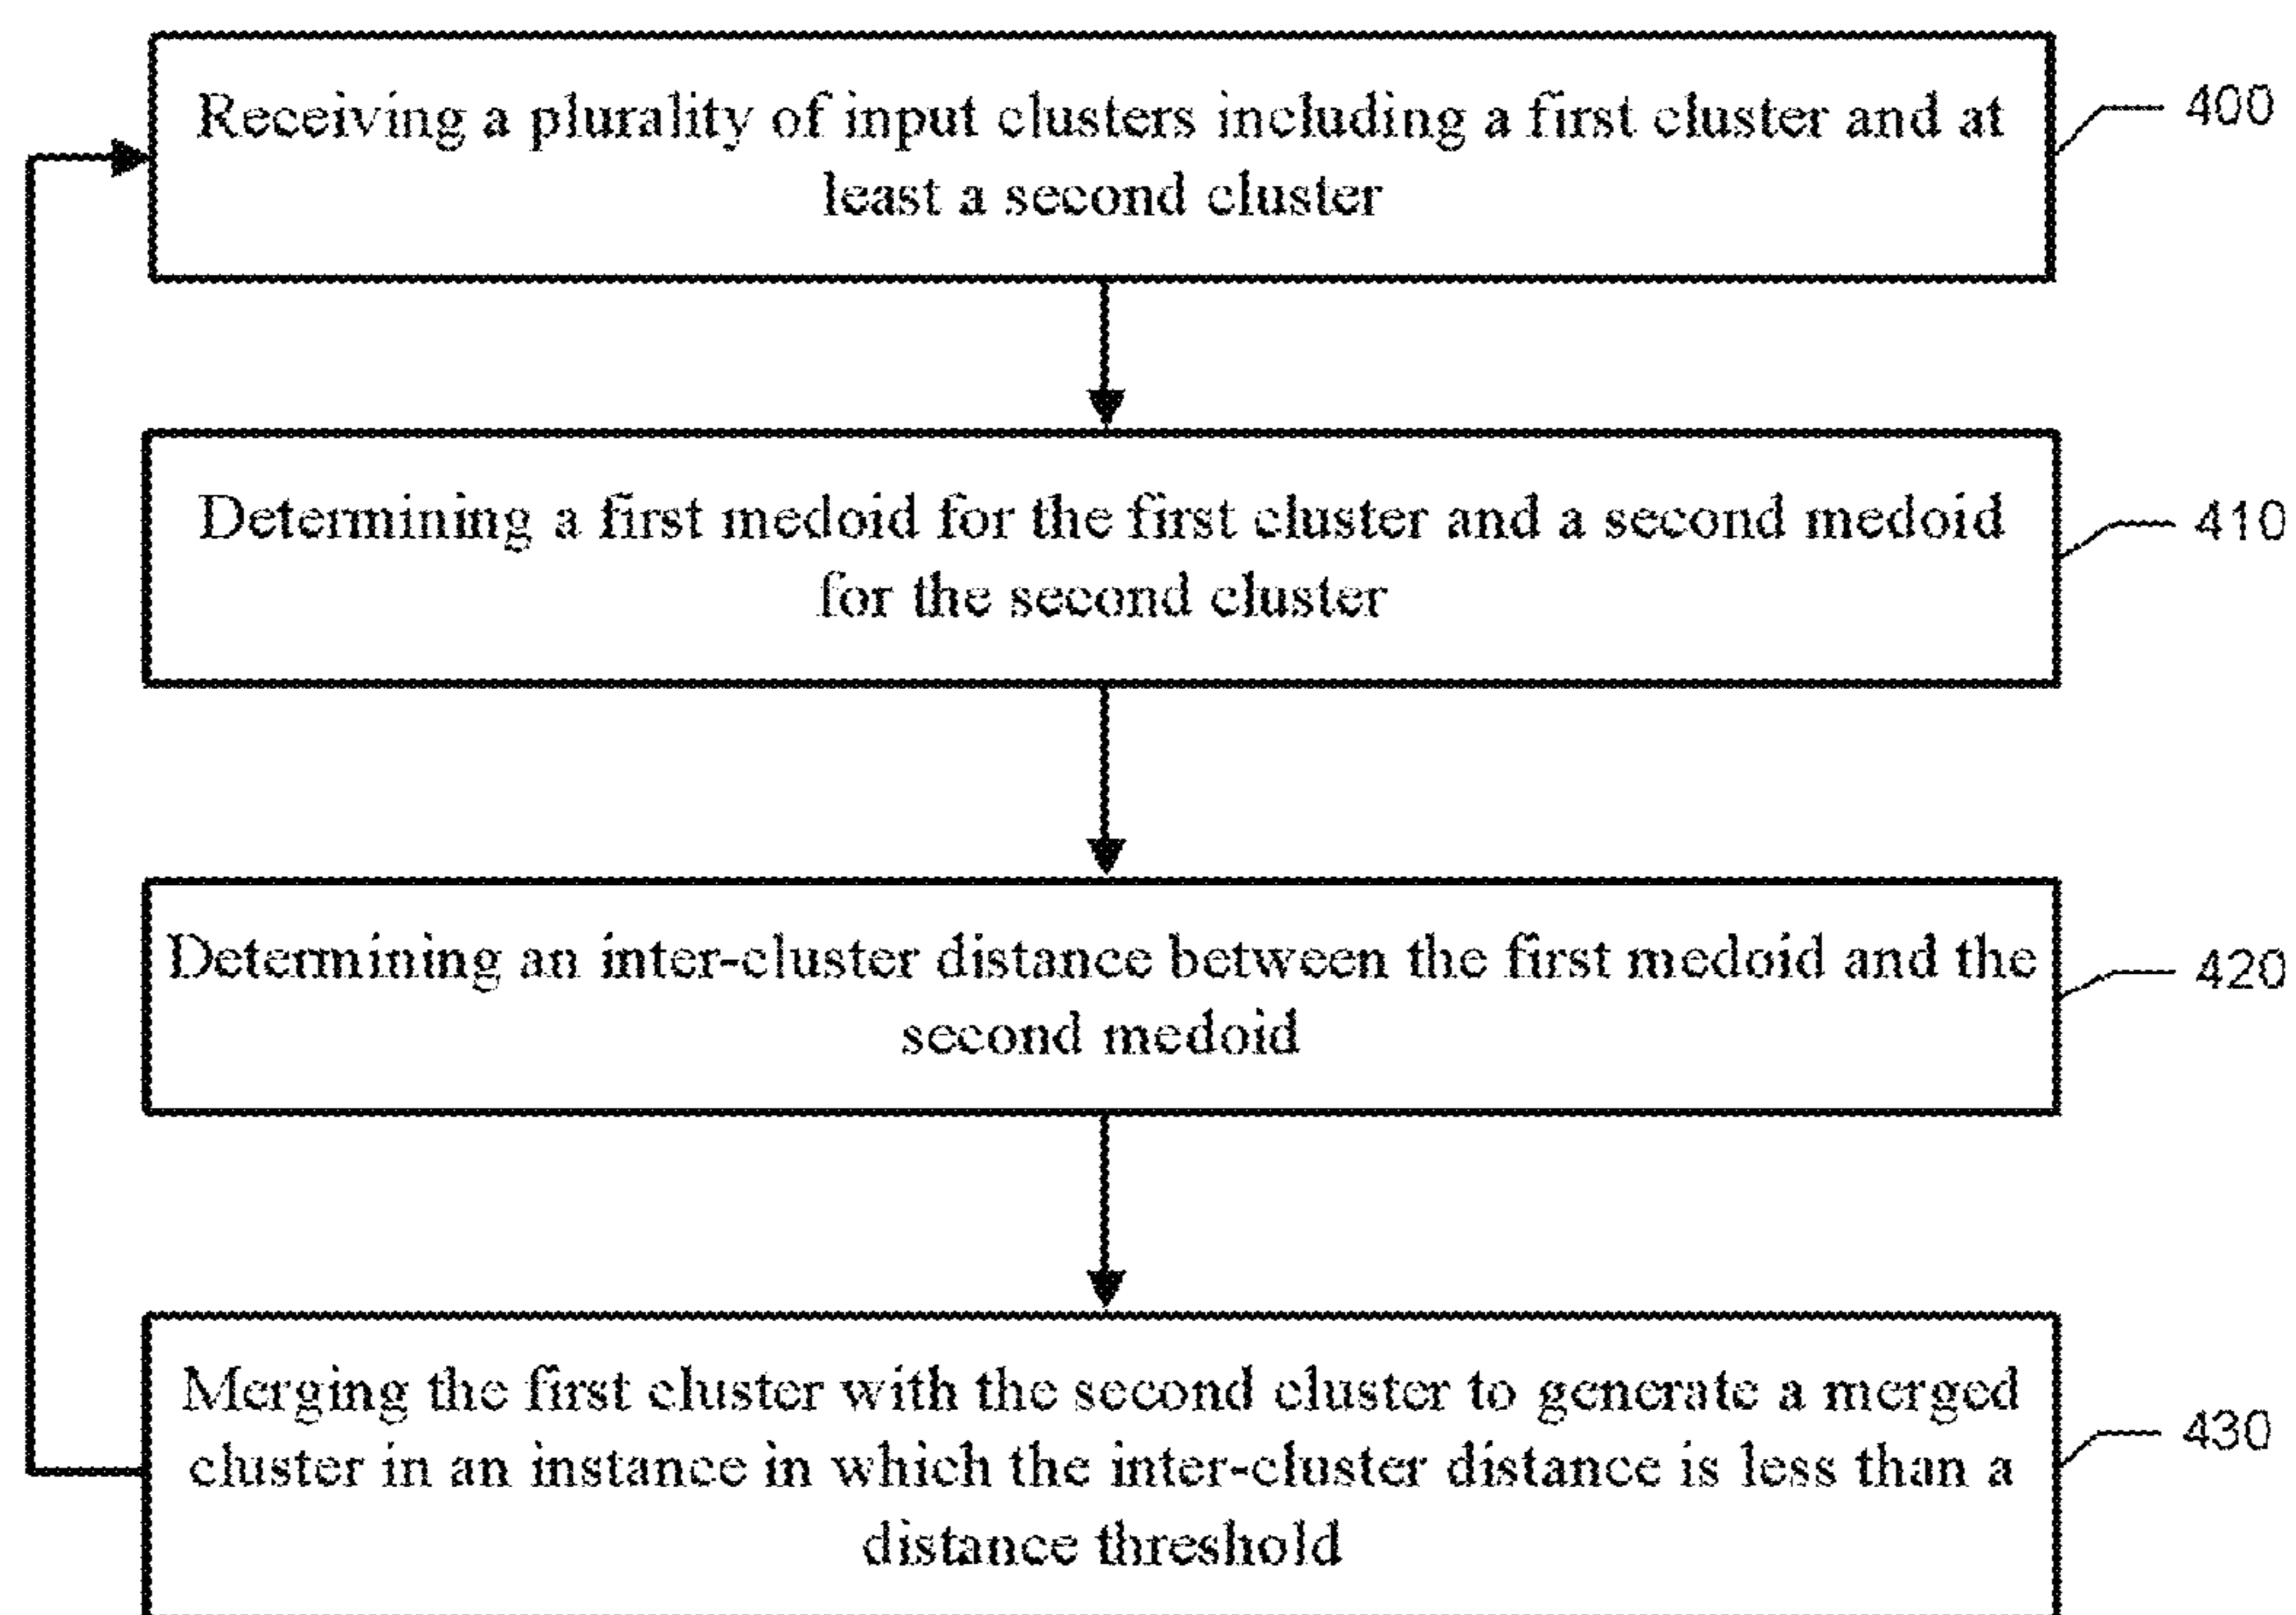 Receiving a plurality of input clusters including a first cluster and at
least a second cluster
400
Determining a first medoid for the first cluster and a second medoid
for the second cluster
410
Determining an inter-cluster distance between the first medoid and the
second medoid
420
Merging the first cluster with the second cluster to generate a merged
cluster in an instance in which the inter-cluster distance is less than a
distance threshold
430